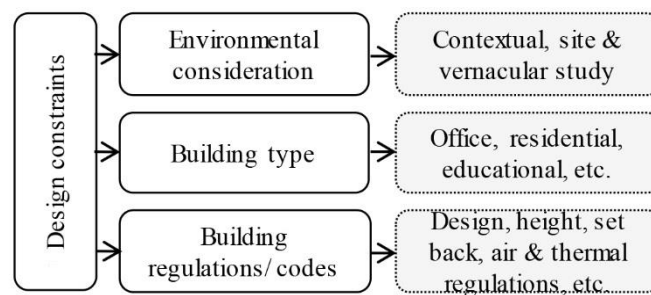 Design constraints
Environmental
consideration
Contextual, site &
vernacular study
Building type
Office, residential,
educational, etc.
Building
regulations/ codes
Design, height, set
back, air & thermal
regulations, etc.